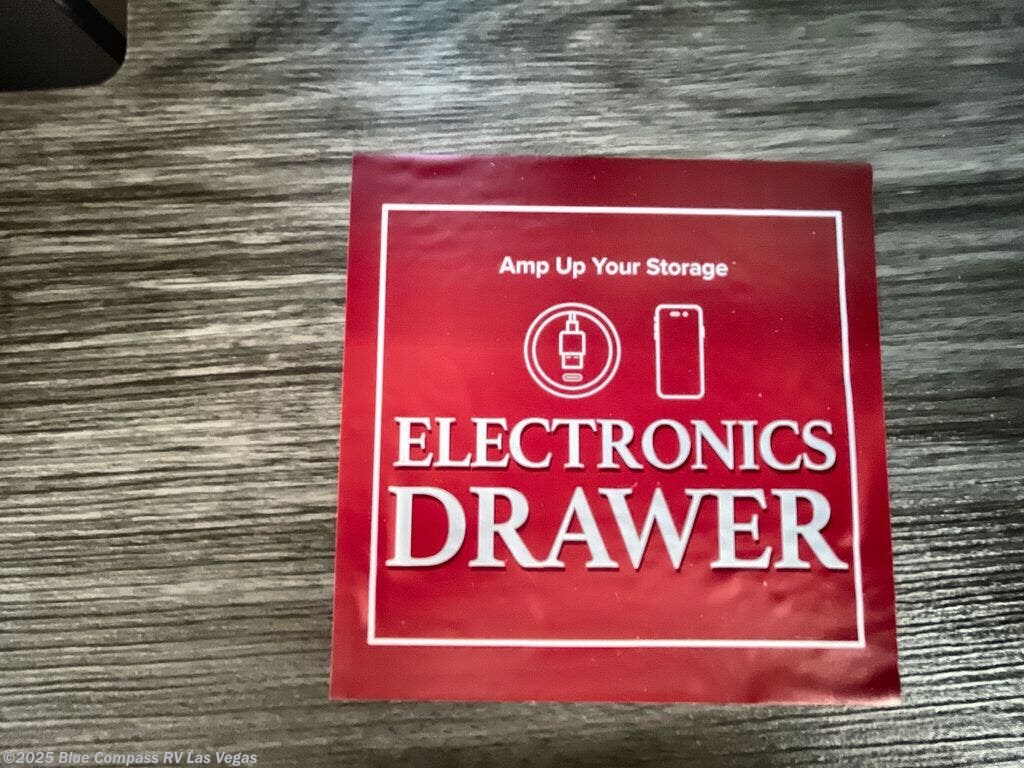 Amp Up Your Storage
ELECTRONICS
DRAWER
©2025 Blue Compass RV Las Vegas